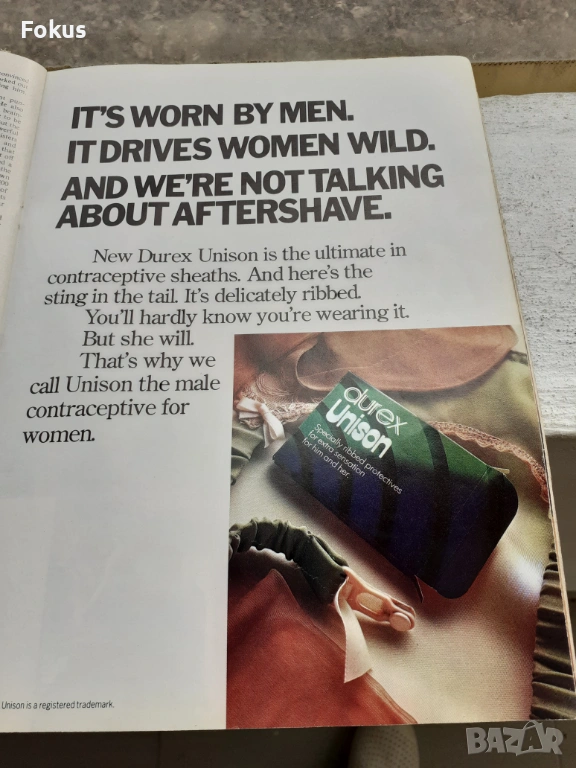 Fokus
IT'S WORN BY MEN.
IT DRIVES WOMEN WILD.
AND WE'RE NOT TALKING
ABOUT AFTERSHAVE.
New Durex Unison is the ultimate in
contraceptive sheaths. And here's the
sting in the tail. It's delicately ribbed.
You'll hardly know you're wearing it.
But she will.
That's why we
call Unison the male
contraceptive for
women.
durex
unison
Specially ribbed protectives
for extra sensation
for him and her.
Unison is a registered trademark.
BAZAR